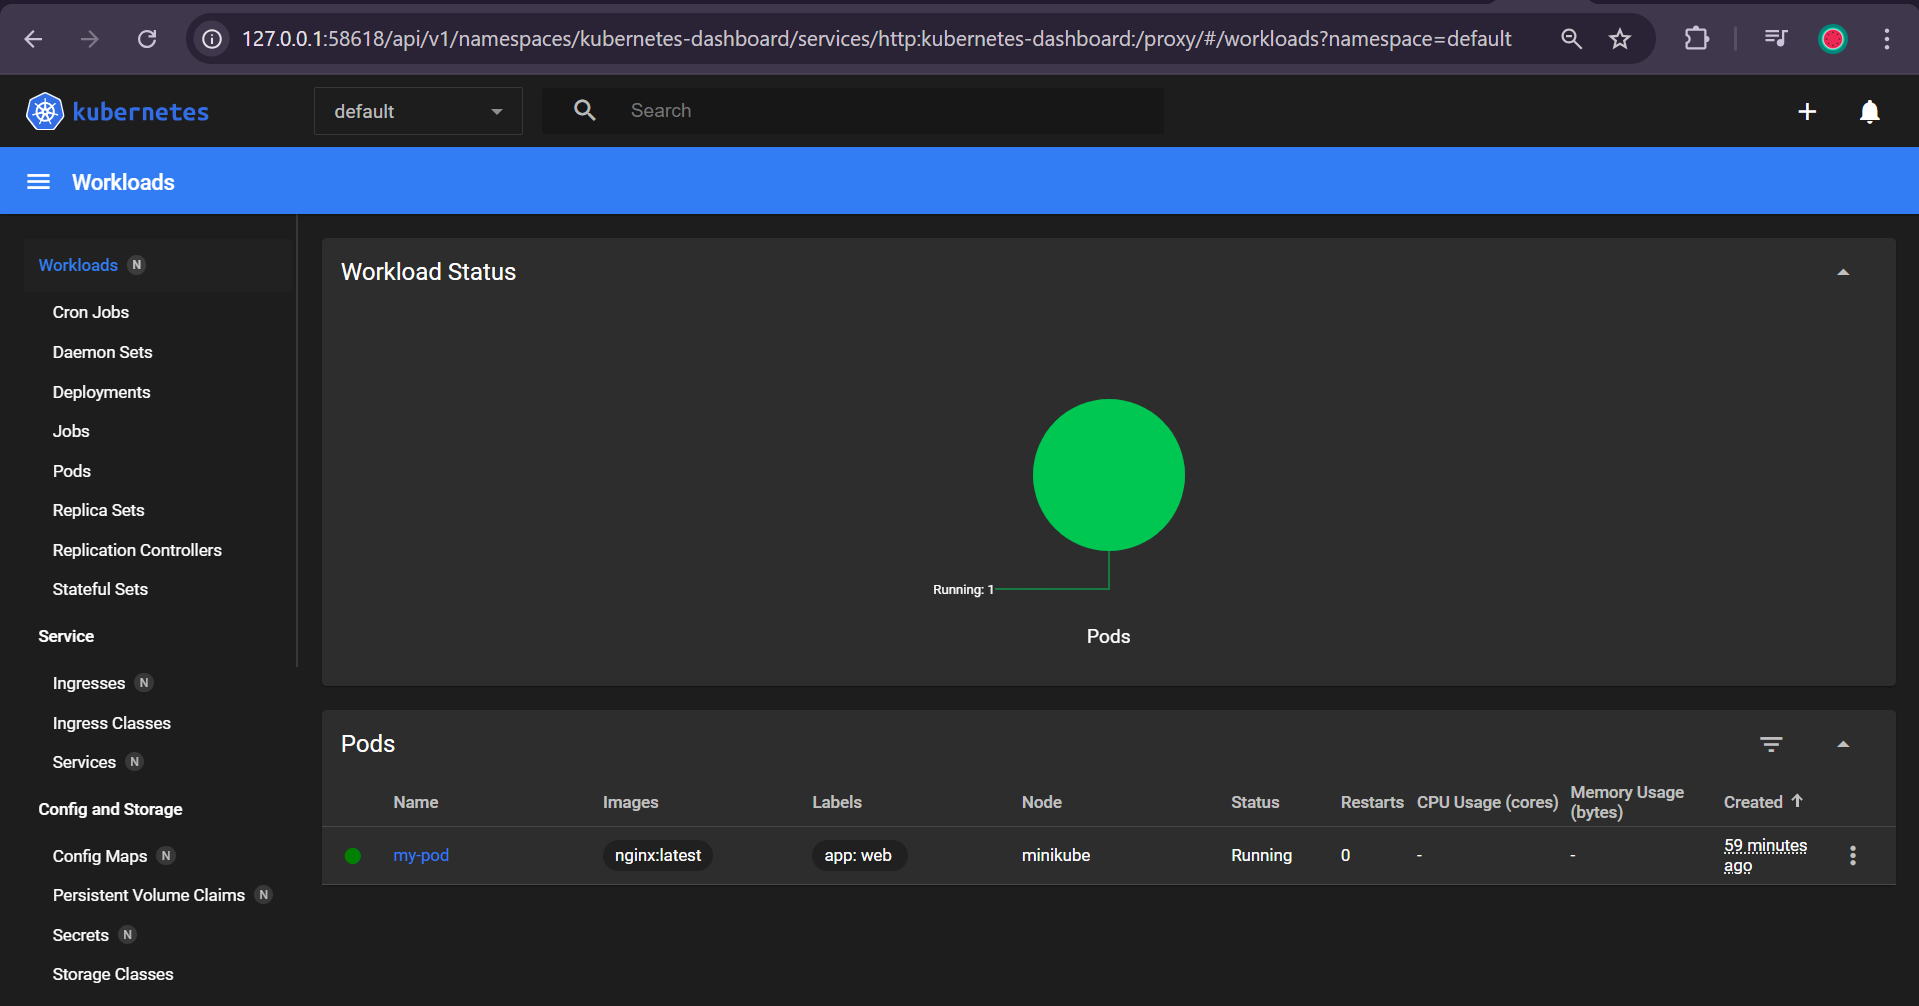 127.0.0.1:58618/api/v1/namespaces/kubernetes-dashboard/services/http:kubernetes-dashboard:/proxy/#/workloads?namespace=default
kubernetes
default
Search
Workloads
Workloads N
Cron Jobs
Daemon Sets
Deployments
Jobs
Pods
Replica Sets
Replication Controllers
Stateful Sets
Service
Ingresses N
Ingress Classes
Services N
Config and Storage
Config Maps N
Persistent Volume Claims N
Secrets N
Storage Classes
Workload Status
Running: 1
Pods
Pods
Name Images Labels Node Status Restarts CPU Usage (cores) Memory Usage (bytes) Created
my-pod nginx:latest app: web minikube Running 0 - - 59 minutes ago